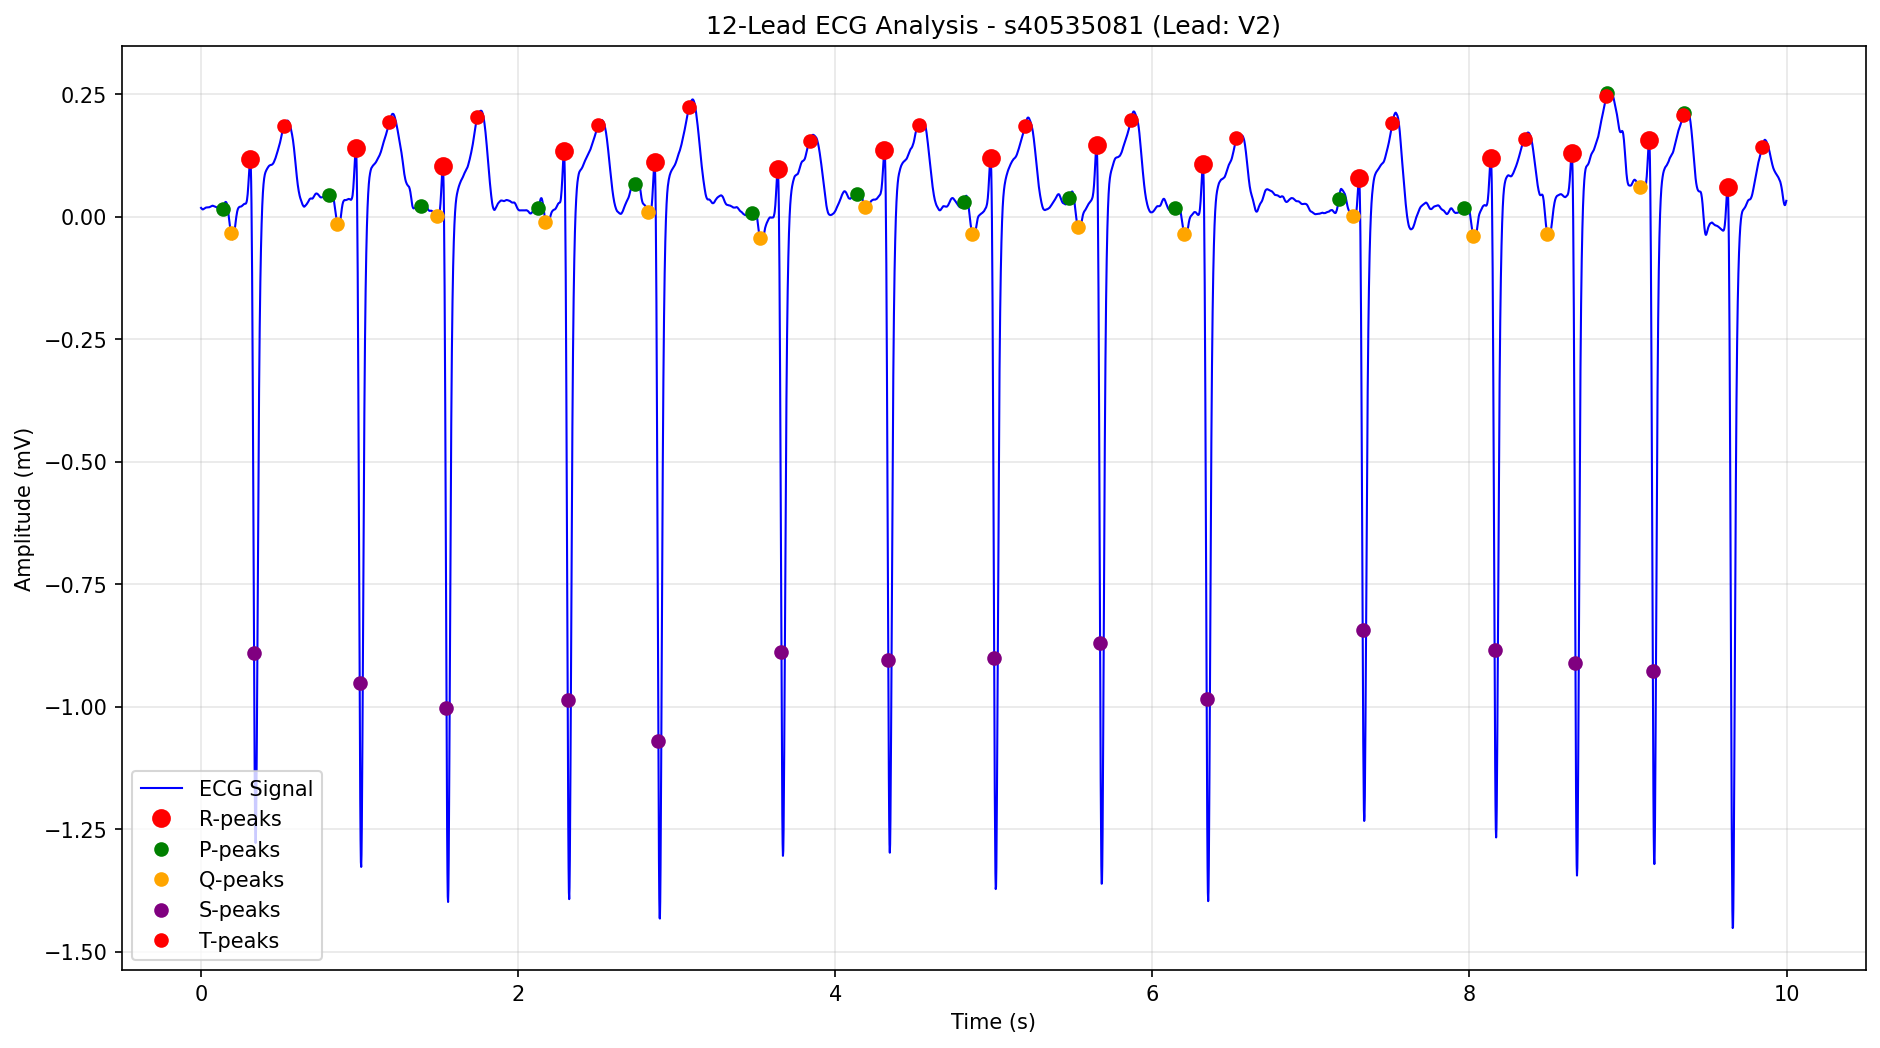 12-Lead ECG Analysis - s40535081 (Lead: V2)
Amplitude (mV)
0.25
0.00
−0.25
−0.50
−0.75
−1.00
−1.25
−1.50
ECG Signal
R-peaks
P-peaks
Q-peaks
S-peaks
T-peaks
0 2 4 6 8 10
Time (s)